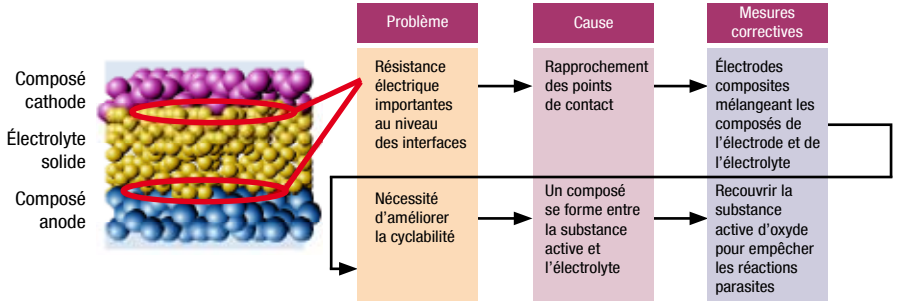 Problème
Cause
Mesures
correctives
Composé
cathode
Électrolyte
solide
Composé
anode
Résistance
électrique
importantes
au niveau
des interfaces
Rapprochement
des points
de contact
Électrodes
composites
mélangeant les
composés de
l'électrode et de
l'électrolyte
Nécessité
d'améliorer
la cyclabilité
Un composé
se forme entre
la substance
active et
l'électrolyte
Recouvrir la
substance
active d'oxyde
pour empêcher
les réactions
parasites